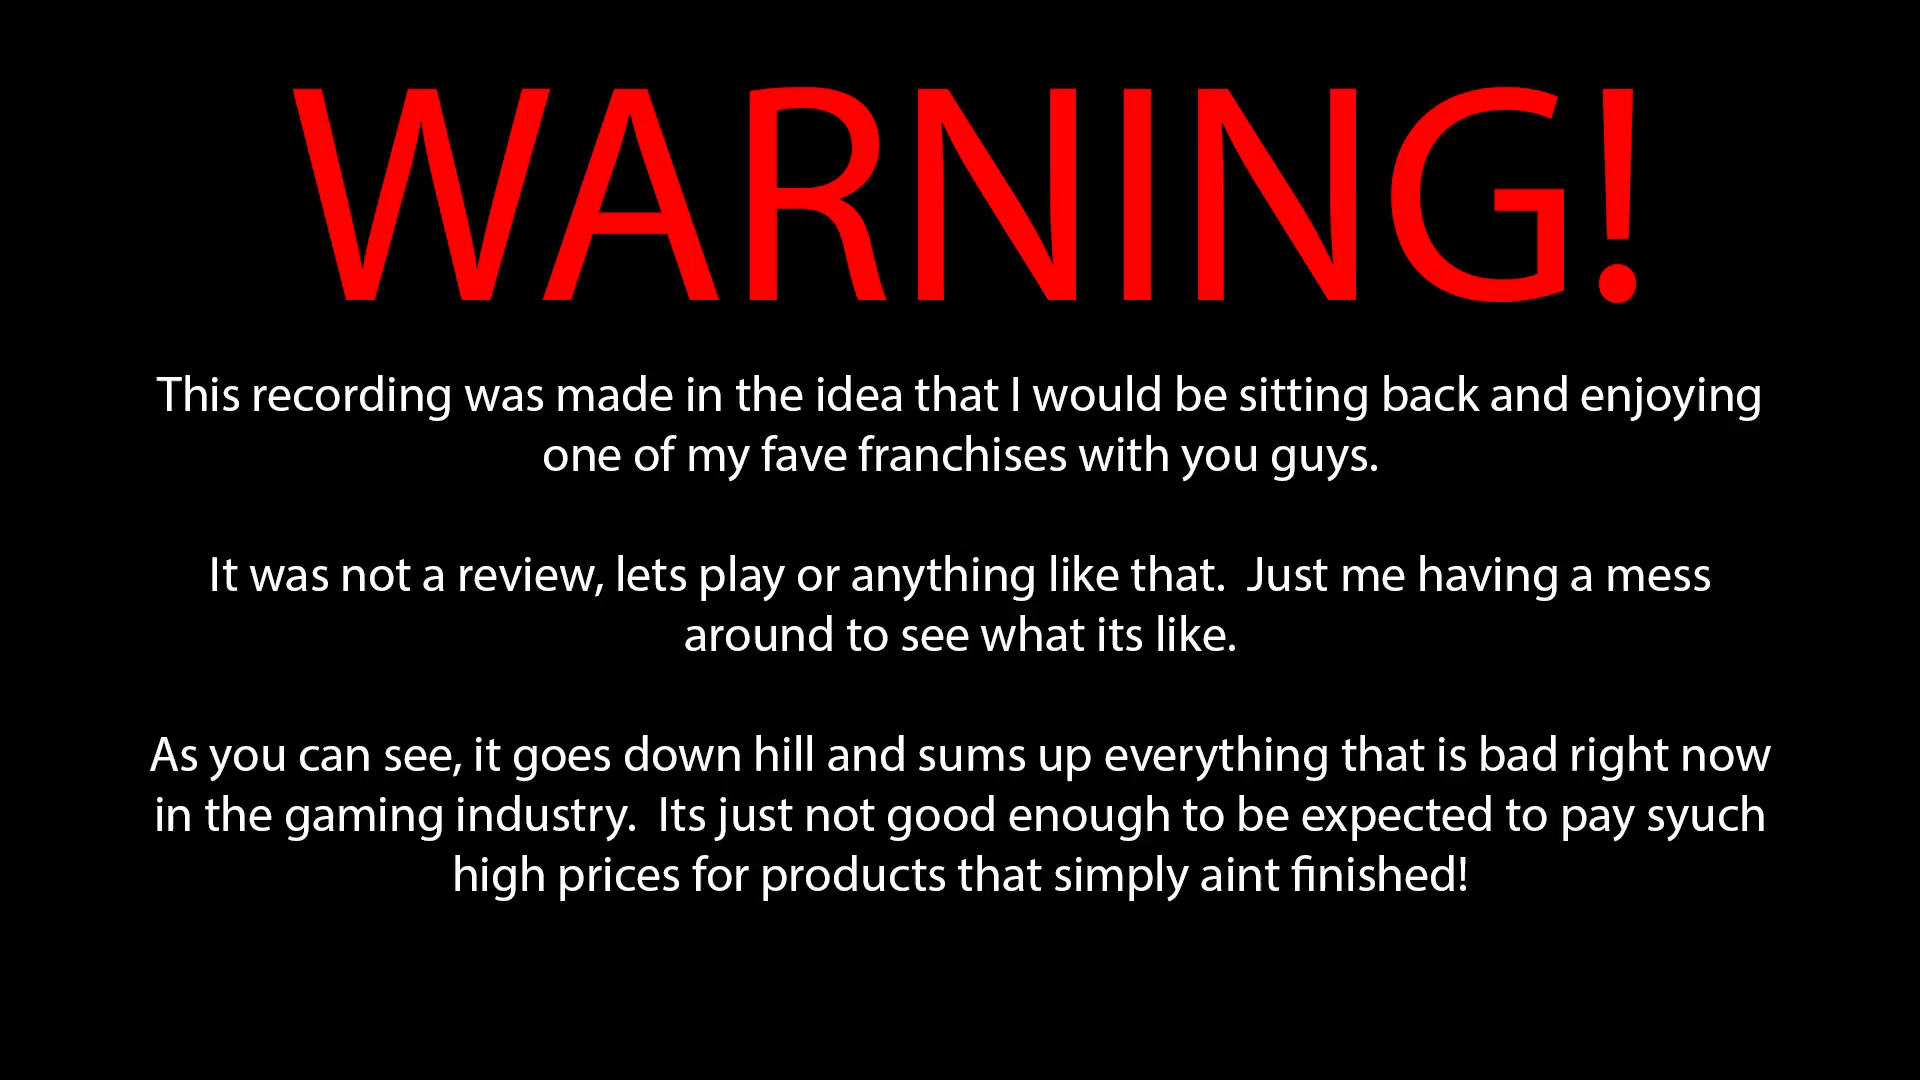 WARNING!
This recording was made in the idea that I would be sitting back and enjoying
one of my fave franchises with you guys.
It was not a review, lets play or anything like that.  Just me having a mess
around to see what its like.
As you can see, it goes down hill and sums up everything that is bad right now
in the gaming industry.  Its just not good enough to be expected to pay syuch
high prices for products that simply aint finished!